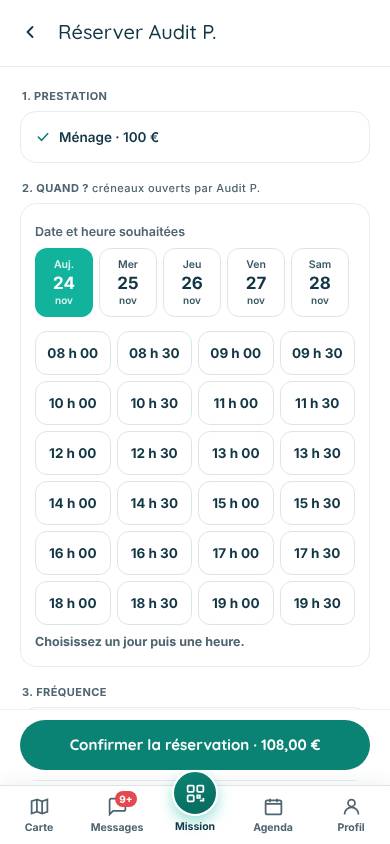 Réserver Audit P.
1. PRESTATION
Ménage · 100 €
2. QUAND ? créneaux ouverts par Audit P.
Date et heure souhaitées
Auj. Mer Jeu Ven Sam
24 25 26 27 28
nov nov nov nov nov
08 h 00 08 h 30 09 h 00 09 h 30
10 h 00 10 h 30 11 h 00 11 h 30
12 h 00 12 h 30 13 h 00 13 h 30
14 h 00 14 h 30 15 h 00 15 h 30
16 h 00 16 h 30 17 h 00 17 h 30
18 h 00 18 h 30 19 h 00 19 h 30
Choisissez un jour puis une heure.
3. FRÉQUENCE
Confirmer la réservation · 108,00 €
9+
Carte Messages Mission Agenda Profil